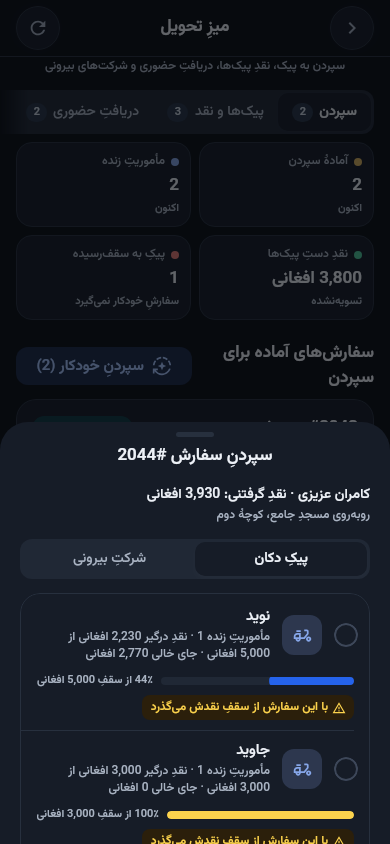 میزِ تحویل
سپردن به پیک، نقدِ پیک‌ها، دریافتِ حضوری و شرکت‌های بیرونی
سپردن 2
پیک‌ها و نقد 3
دریافتِ حضوری 2
آمادهٔ سپردن
2
اکنون
مأموریتِ زنده
2
اکنون
نقدِ دستِ پیک‌ها
3,800 افغانی
تسویه‌نشده
پیکِ به سقف‌رسیده
1
سفارشِ خودکار نمی‌گیرد
سفارش‌های آماده برای
سپردن
سپردنِ خودکار (2)
سپردنِ سفارش #2044
کامران عزیزی · نقدِ گرفتنی: 3,930 افغانی
روبه‌روی مسجدِ جامع، کوچهٔ دوم
پیکِ دکان
شرکتِ بیرونی
نوید
مأموریتِ زنده 1 · نقدِ درگیر 2,230 افغانی از
5,000 افغانی · جای خالی 2,770 افغانی
44٪ از سقفِ 5,000 افغانی
با این سفارش از سقفِ نقدش می‌گذرد
جاوید
مأموریتِ زنده 1 · نقدِ درگیر 3,000 افغانی از
3,000 افغانی · جای خالی 0 افغانی
100٪ از سقفِ 3,000 افغانی
با این سفارش از سقفِ نقدش می‌گذرد